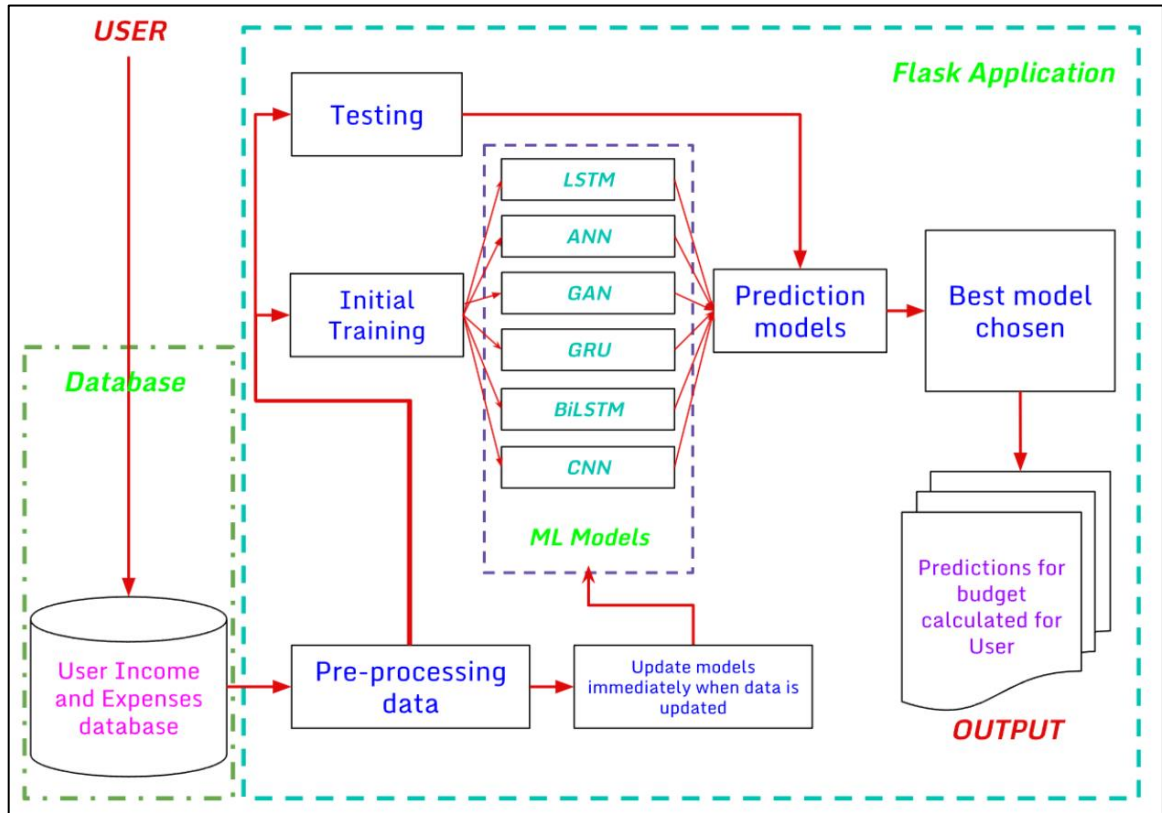 USER
Flask Application
Testing
LSTM
ANN
GAN
GRU
BiLSTM
CNN
ML Models
Initial
Training
Prediction
models
Best model
chosen
Database
User Income
and Expenses
database
Pre-processing
data
Update models
immediately when data is
updated
Predictions for
budget
calculated for
User
OUTPUT